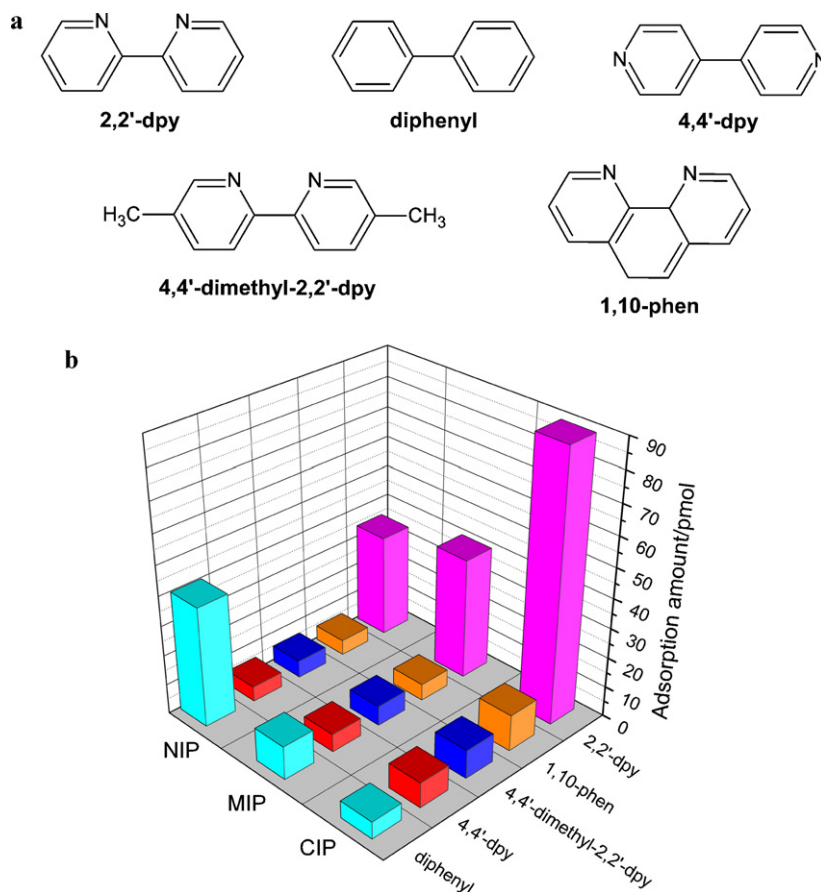 a
N N
2,2'-dpy
diphenyl
N N
4,4'-dpy
H₃C N N CH₃
4,4'-dimethyl-2,2'-dpy
N N
1,10-phen
b
90
80
70
60
50
40
30
20
10
0
Adsorption amount/pmol
NIP
MIP
CIP
2,2'-dpy
1,10-phen
4,4'-dimethyl-2,2'-dpy
4,4'-dpy
diphenyl